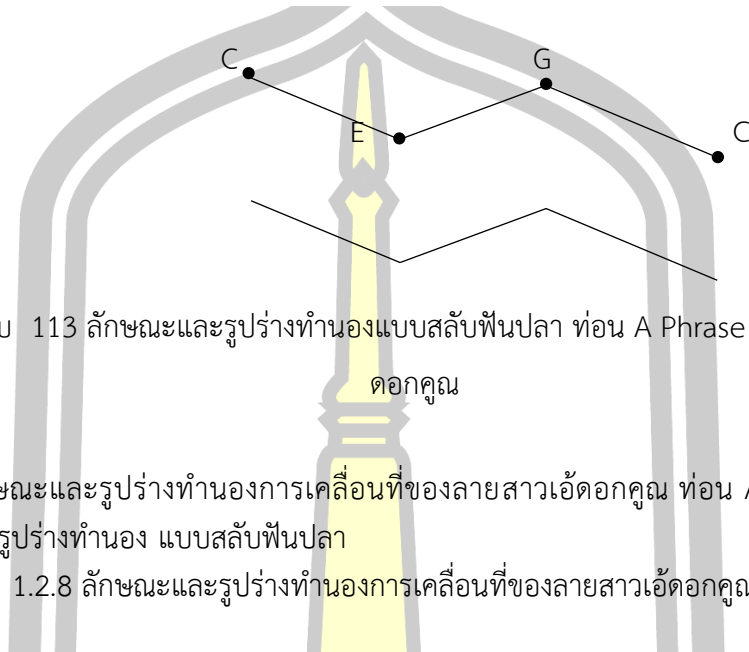 C G
E C
113 ลักษณะและรูปร่างทำนองแบบสลับฟันปลา ท่อน A Phrase
ดอกคูณ
ษณะและรูปร่างทำนองการเคลื่อนที่ของลายสาวเอ้ดอกคูณ ท่อน
รูปร่างทำนอง แบบสลับฟันปลา
1.2.8 ลักษณะและรูปร่างทำนองการเคลื่อนที่ของลายสาวเอ้ดอกคูณ